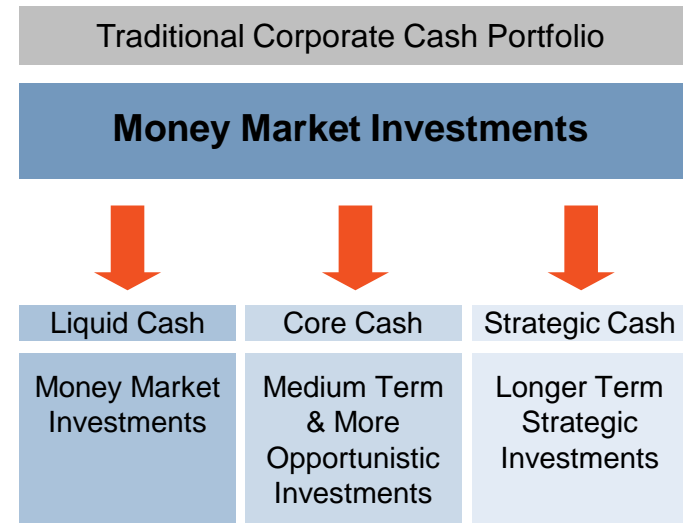 Traditional Corporate Cash Portfolio
Money Market Investments
Liquid Cash
Core Cash
Strategic Cash
Money Market
Investments
Medium Term
& More
Opportunistic
Investments
Longer Term
Strategic
Investments